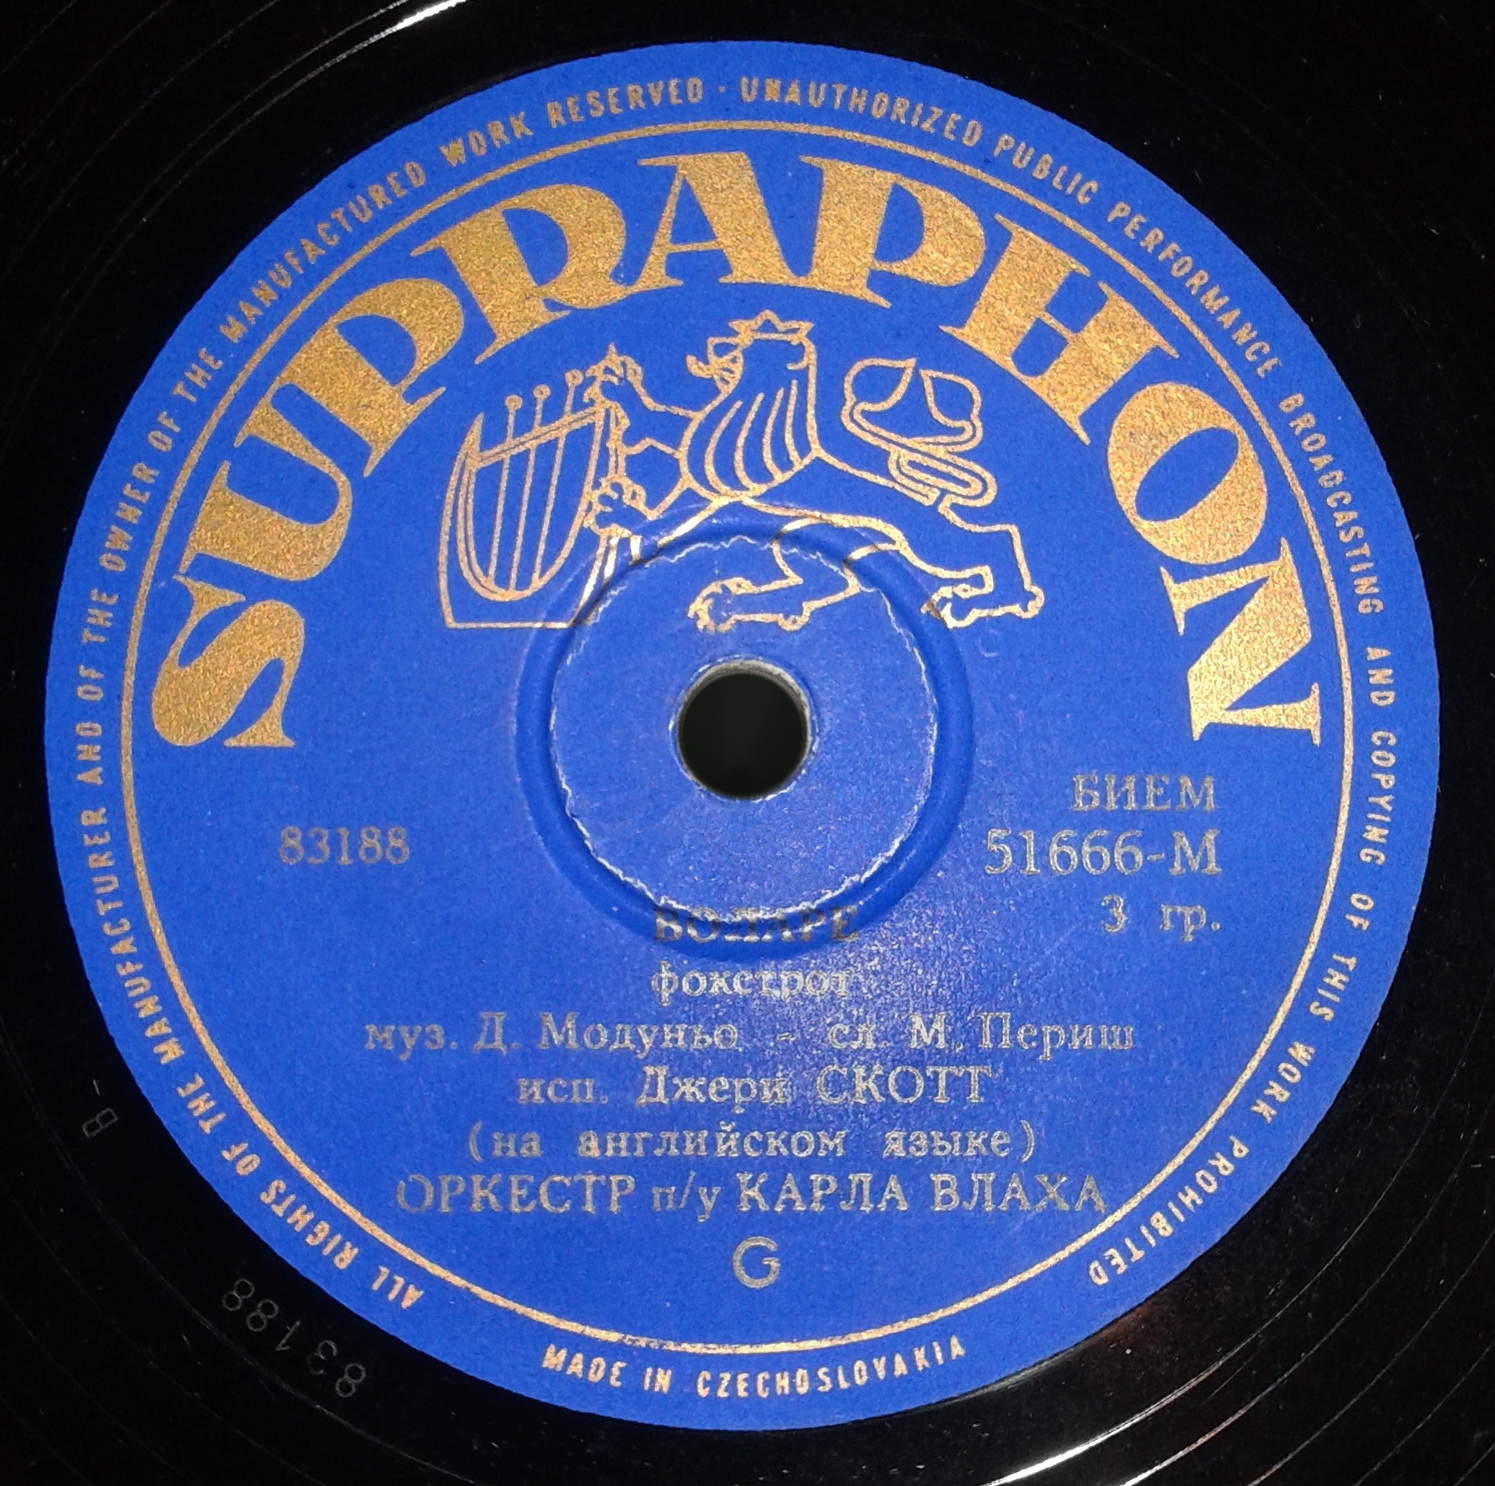 ALL RIGHTS OF THE MANUFACTURER AND OF THE OWNER OF THE MANUFACTURED WORK RESERVED · UNAUTHORIZED PUBLIC PERFORMANCE BROADCASTING AND COPYING OF THIS WORK PROHIBITED
SUPRAPHON
БИЕМ
83188
51666-М
3 гр.
ВОЛАРЕ
фокстрот
муз. Д. Модуньо - сл. М. Периш
исп. Джери СКОТТ
(на английском языке)
ОРКЕСТР п/у КАРЛА ВЛАХА
G
MADE IN CZECHOSLOVAKIA
83188
B-